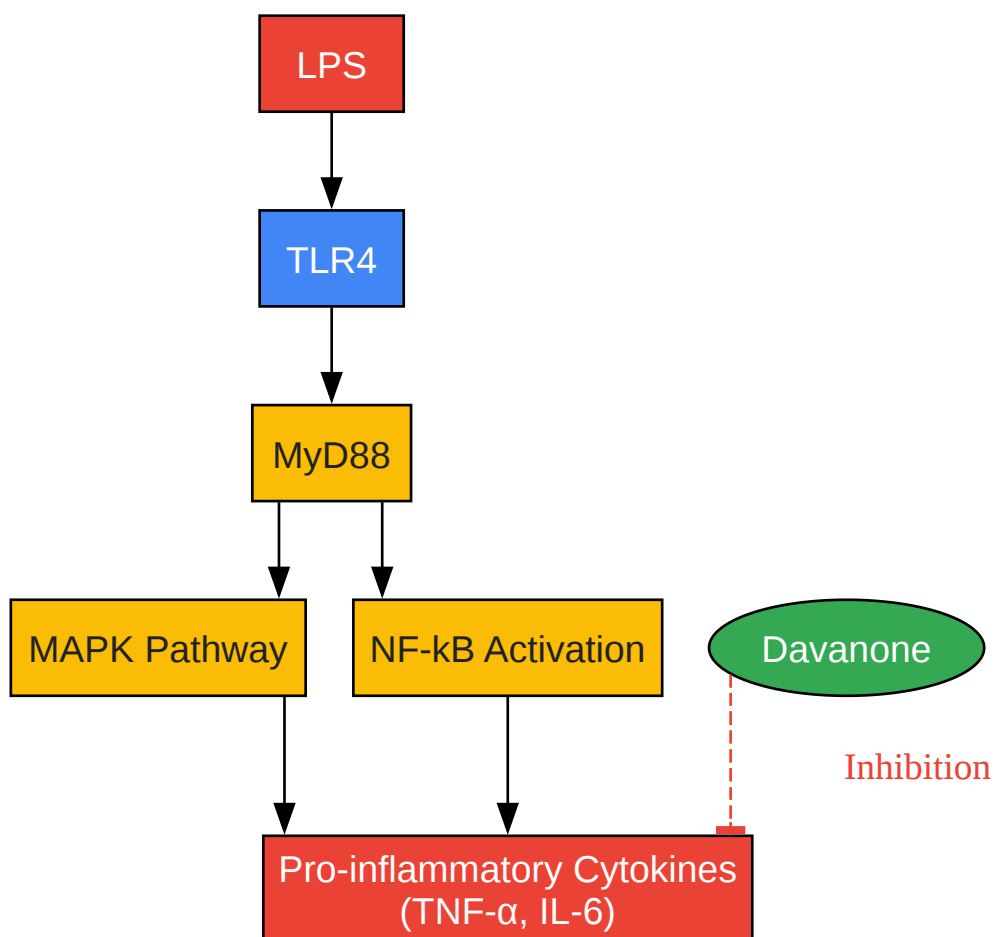 LPS
TLR4
MyD88
MAPK Pathway
NF-kB Activation
Davanone
Inhibition
Pro-inflammatory Cytokines
(TNF-α, IL-6)